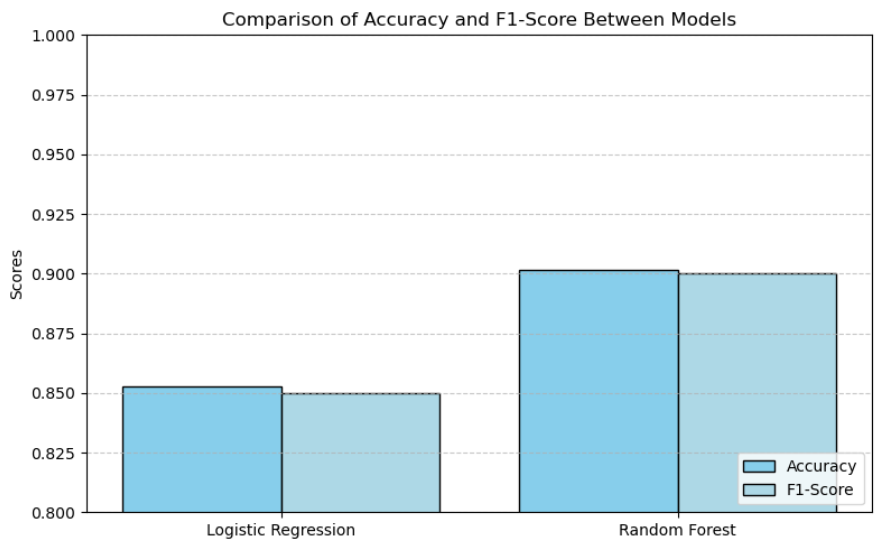 Comparison of Accuracy and F1-Score Between Models
1.000
0.975
0.950
0.925
0.900
0.875
0.850
0.825
0.800
Scores
Accuracy
F1-Score
Logistic Regression
Random Forest